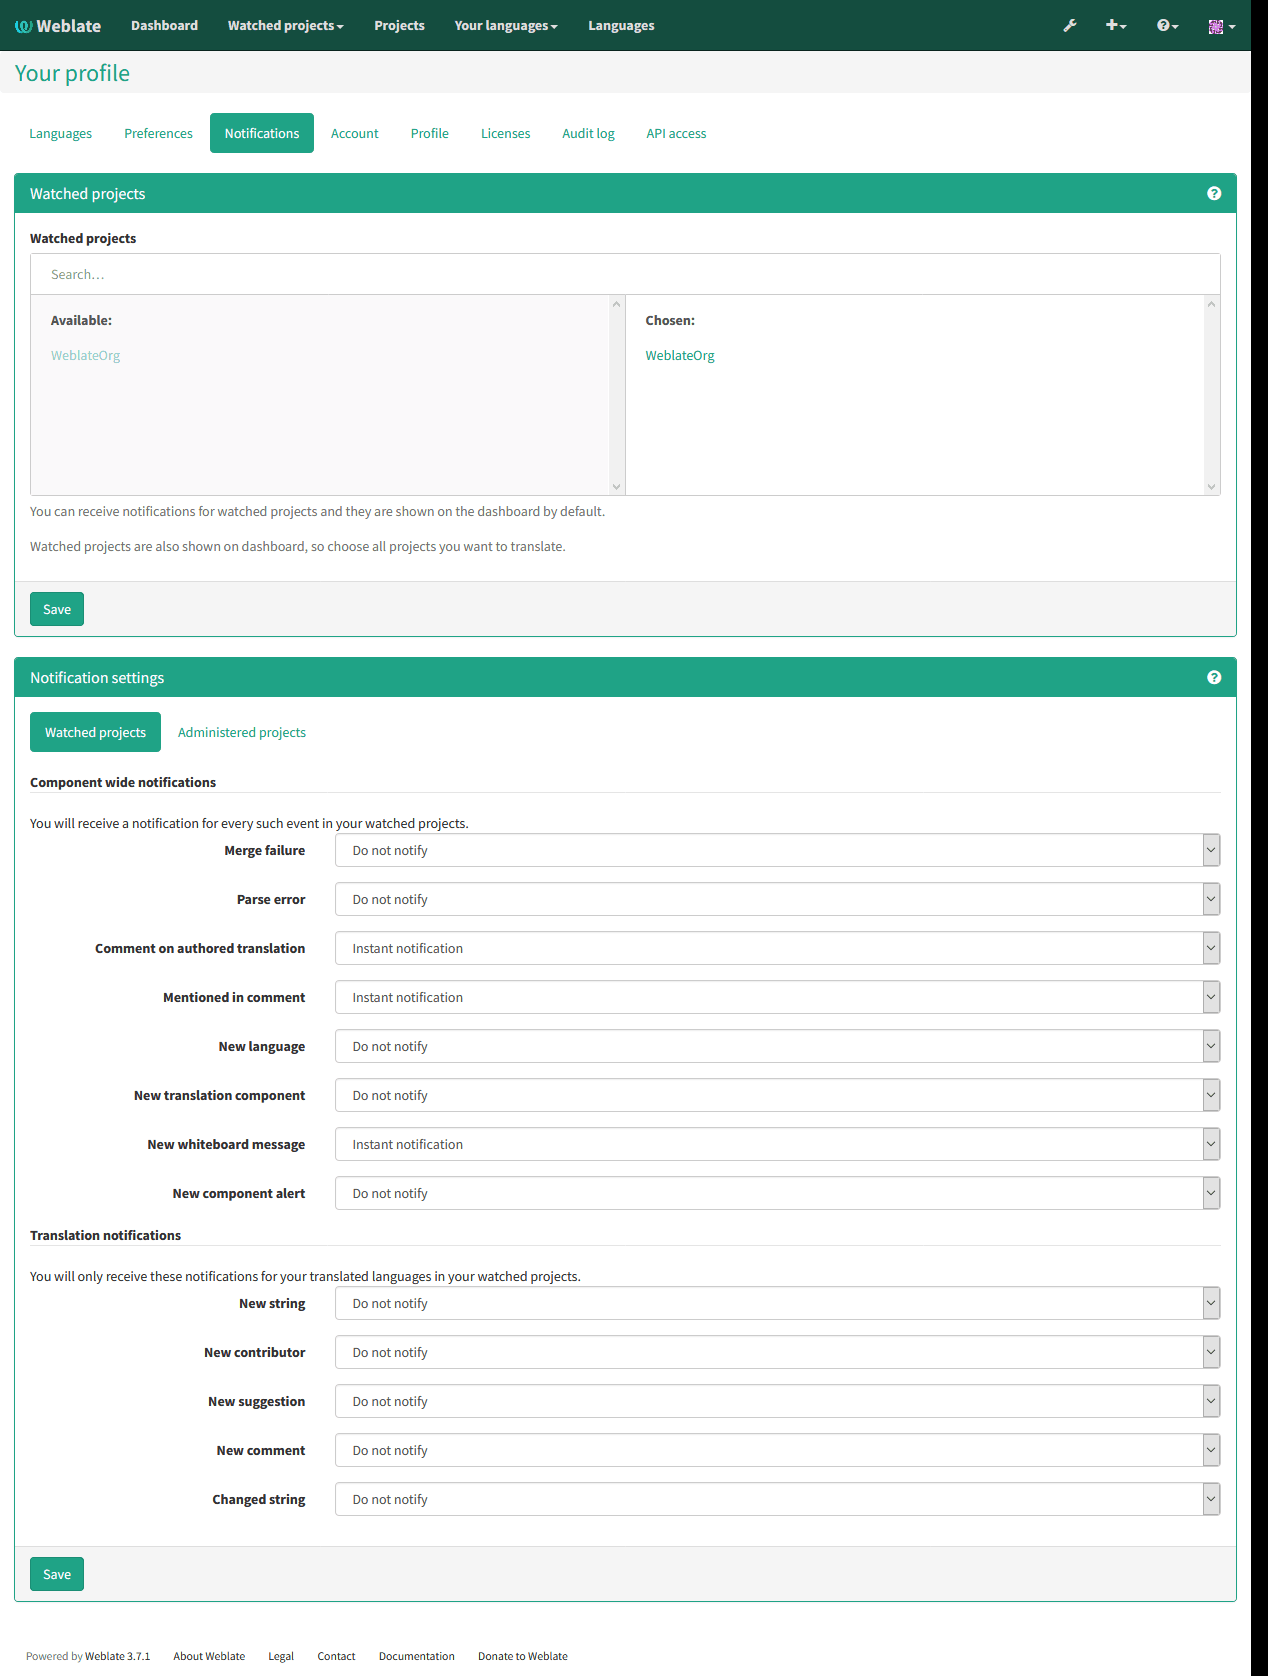 Weblate Dashboard Watched projects Projects Your languages Languages
Your profile
Languages Preferences Notifications Account Profile Licenses Audit log API access
Watched projects
Watched projects
Search…
Available:
WeblateOrg
Chosen:
WeblateOrg
You can receive notifications for watched projects and they are shown on the dashboard by default.
Watched projects are also shown on dashboard, so choose all projects you want to translate.
Save
Notification settings
Watched projects Administered projects
Component wide notifications
You will receive a notification for every such event in your watched projects.
Merge failure Do not notify
Parse error Do not notify
Comment on authored translation Instant notification
Mentioned in comment Instant notification
New language Do not notify
New translation component Do not notify
New whiteboard message Instant notification
New component alert Do not notify
Translation notifications
You will only receive these notifications for your translated languages in your watched projects.
New string Do not notify
New contributor Do not notify
New suggestion Do not notify
New comment Do not notify
Changed string Do not notify
Save
Powered by Weblate 3.7.1 About Weblate Legal Contact Documentation Donate to Weblate